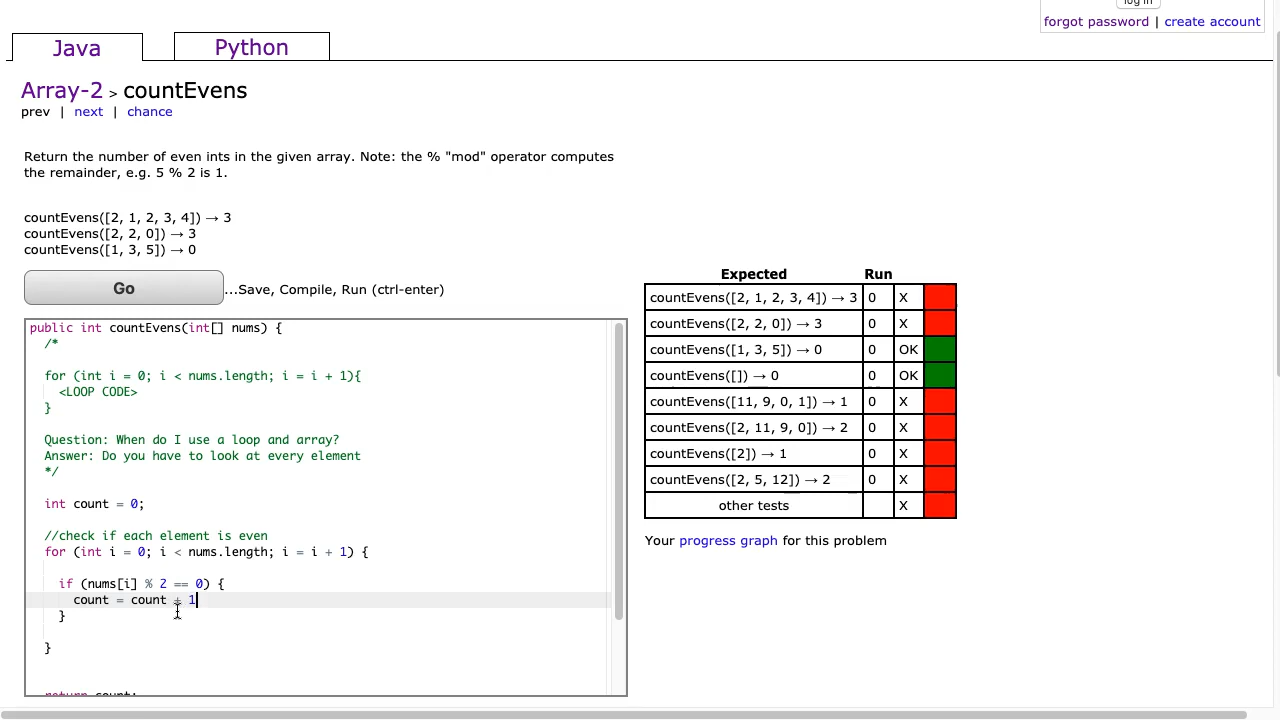 log in
forgot password | create account
Java
Python
Array-2 > countEvens
prev | next | chance
Return the number of even ints in the given array. Note: the % "mod" operator computes
the remainder, e.g. 5 % 2 is 1.
countEvens([2, 1, 2, 3, 4]) → 3
countEvens([2, 2, 0]) → 3
countEvens([1, 3, 5]) → 0
Go
...Save, Compile, Run (ctrl-enter)
public int countEvens(int[] nums) {
/*
for (int i = 0; i < nums.length; i = i + 1){
<LOOP CODE>
}
Question: When do I use a loop and array?
Answer: Do you have to look at every element
*/
int count = 0;
//check if each element is even
for (int i = 0; i < nums.length; i = i + 1) {
if (nums[i] % 2 == 0) {
count = count + 1
}
}
return count;
Expected Run
countEvens([2, 1, 2, 3, 4]) → 3 0 X
countEvens([2, 2, 0]) → 3 0 X
countEvens([1, 3, 5]) → 0 0 OK
countEvens([]) → 0 0 OK
countEvens([11, 9, 0, 1]) → 1 0 X
countEvens([2, 11, 9, 0]) → 2 0 X
countEvens([2]) → 1 0 X
countEvens([2, 5, 12]) → 2 0 X
other tests X
Your progress graph for this problem